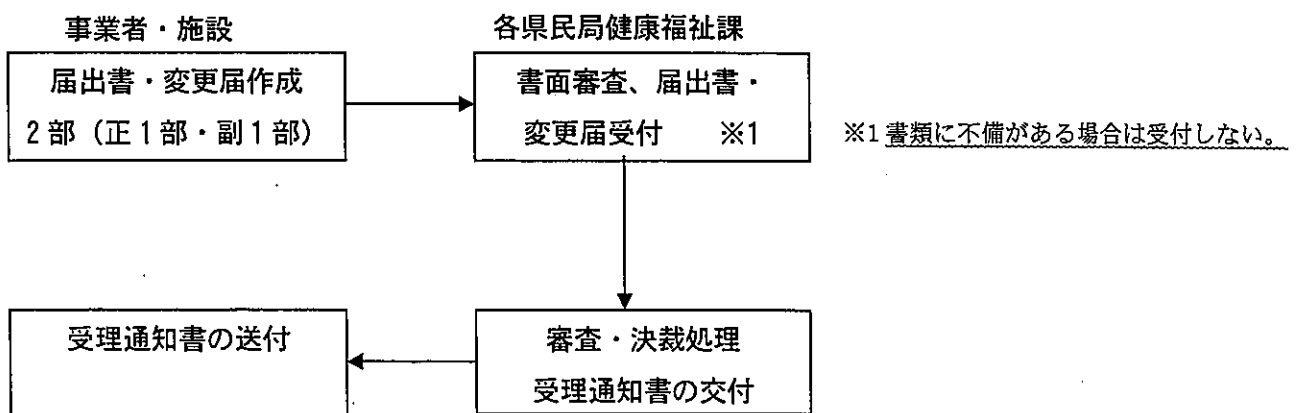 事業者・施設
届出書・変更届作成
2部（正1部・副1部）
各県民局健康福祉課
書面審査、届出書・
変更届受付　※1
※1 書類に不備がある場合は受付しない。
審査・決裁処理
受理通知書の交付
受理通知書の送付